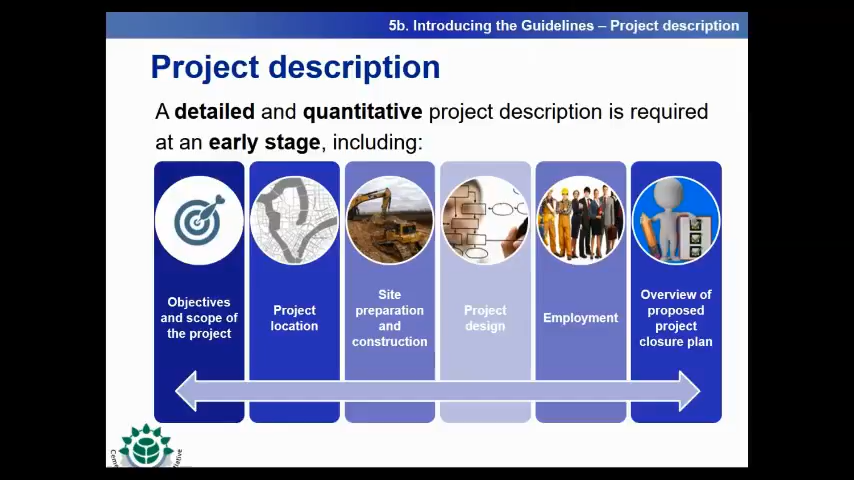 5b. Introducing the Guidelines – Project description
Project description
A detailed and quantitative project description is required
at an early stage, including:
Objectives
and scope of
the project
Project
location
Site
preparation
and
construction
Project
design
Employment
Overview of
proposed
project
closure plan